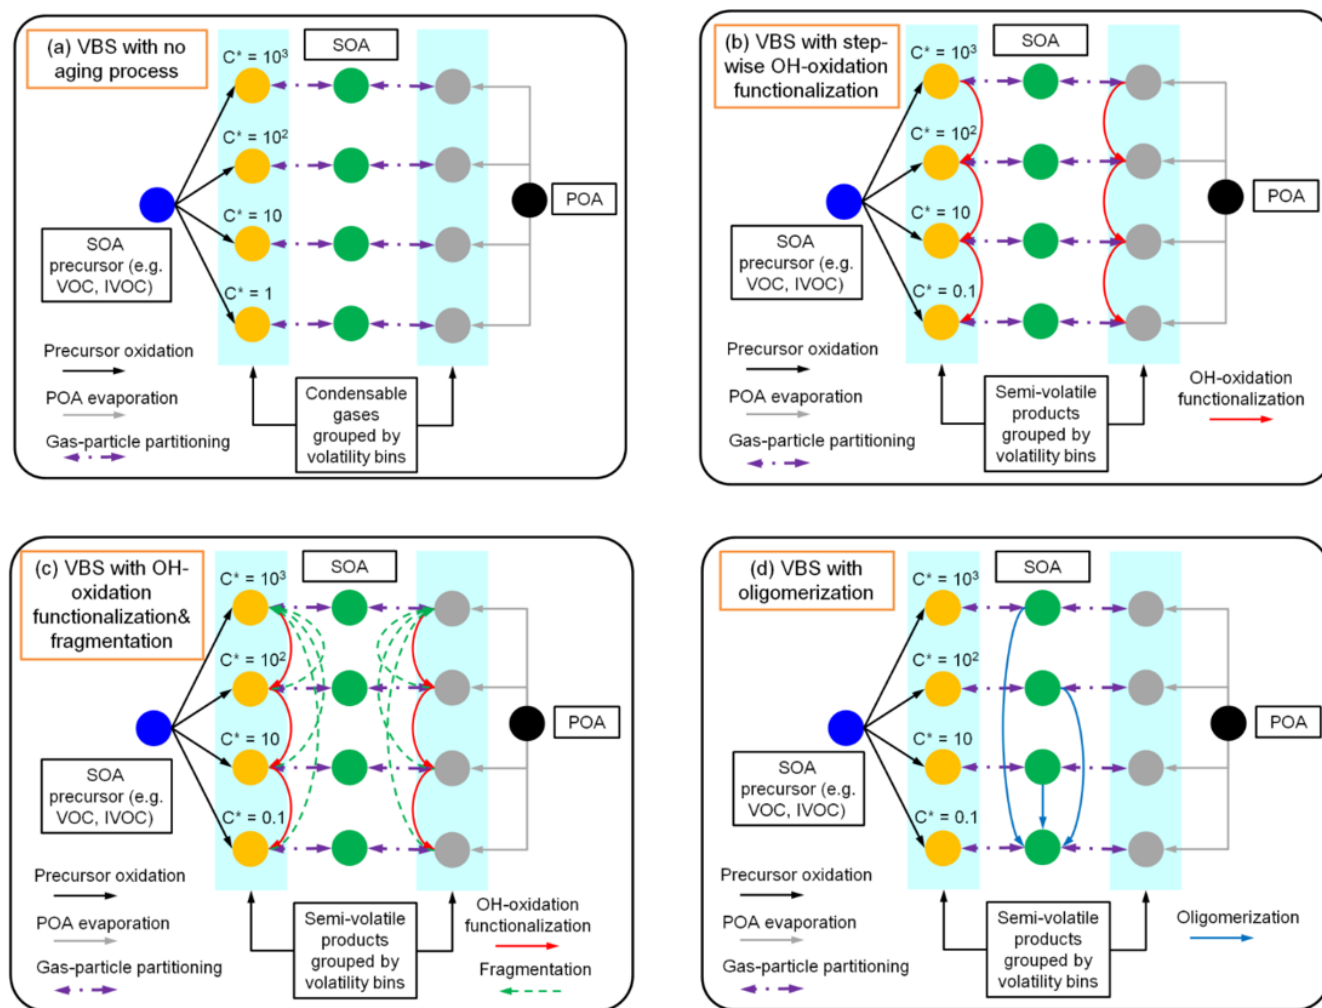 (a) VBS with no
aging process
SOA
C* = 10³
C* = 10²
C* = 10
C* = 1
POA
SOA
precursor (e.g.
VOC, IVOC)
Precursor oxidation
POA evaporation
Gas-particle partitioning
Condensable
gases
grouped by
volatility bins
(b) VBS with step-
wise OH-oxidation
functionalization
SOA
C* = 10³
C* = 10²
C* = 10
C* = 0.1
POA
SOA
precursor (e.g.
VOC, IVOC)
Precursor oxidation
POA evaporation
Gas-particle partitioning
Semi-volatile
products
grouped by
volatility bins
OH-oxidation
functionalization
(c) VBS with OH-
oxidation
functionalization&
fragmentation
SOA
C* = 10³
C* = 10²
C* = 10
C* = 0.1
POA
SOA
precursor (e.g.
VOC, IVOC)
Precursor oxidation
POA evaporation
Gas-particle partitioning
Semi-volatile
products
grouped by
volatility bins
OH-oxidation
functionalization
Fragmentation
(d) VBS with
oligomerization
SOA
C* = 10³
C* = 10²
C* = 10
C* = 0.1
POA
SOA
precursor (e.g.
VOC, IVOC)
Precursor oxidation
POA evaporation
Gas-particle partitioning
Semi-volatile
products
grouped by
volatility bins
Oligomerization